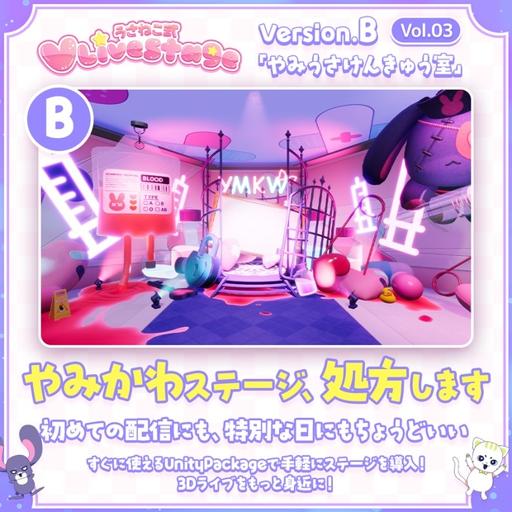 うさねこ式
LiveStage
Version.B
Vol.03
『やみうさけんきゅう室』
B
BLOOD
TYPE
A
B
O
AB
YMKW
やみかわステージ、処方します
初めての配信にも、特別な日にもちょうどいい
すぐに使えるUnityPackageで手軽にステージを導入!
3Dライブをもっと身近に!